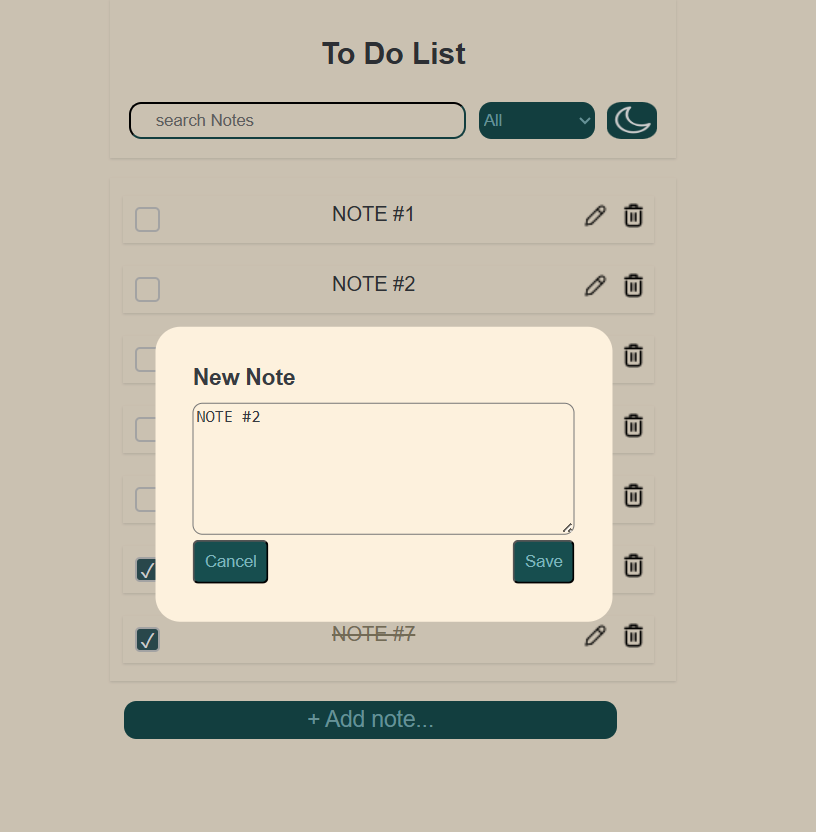 To Do List
search Notes
All
NOTE #1
NOTE #2
New Note
NOTE #2
Cancel
Save
NOTE #7
+ Add note...